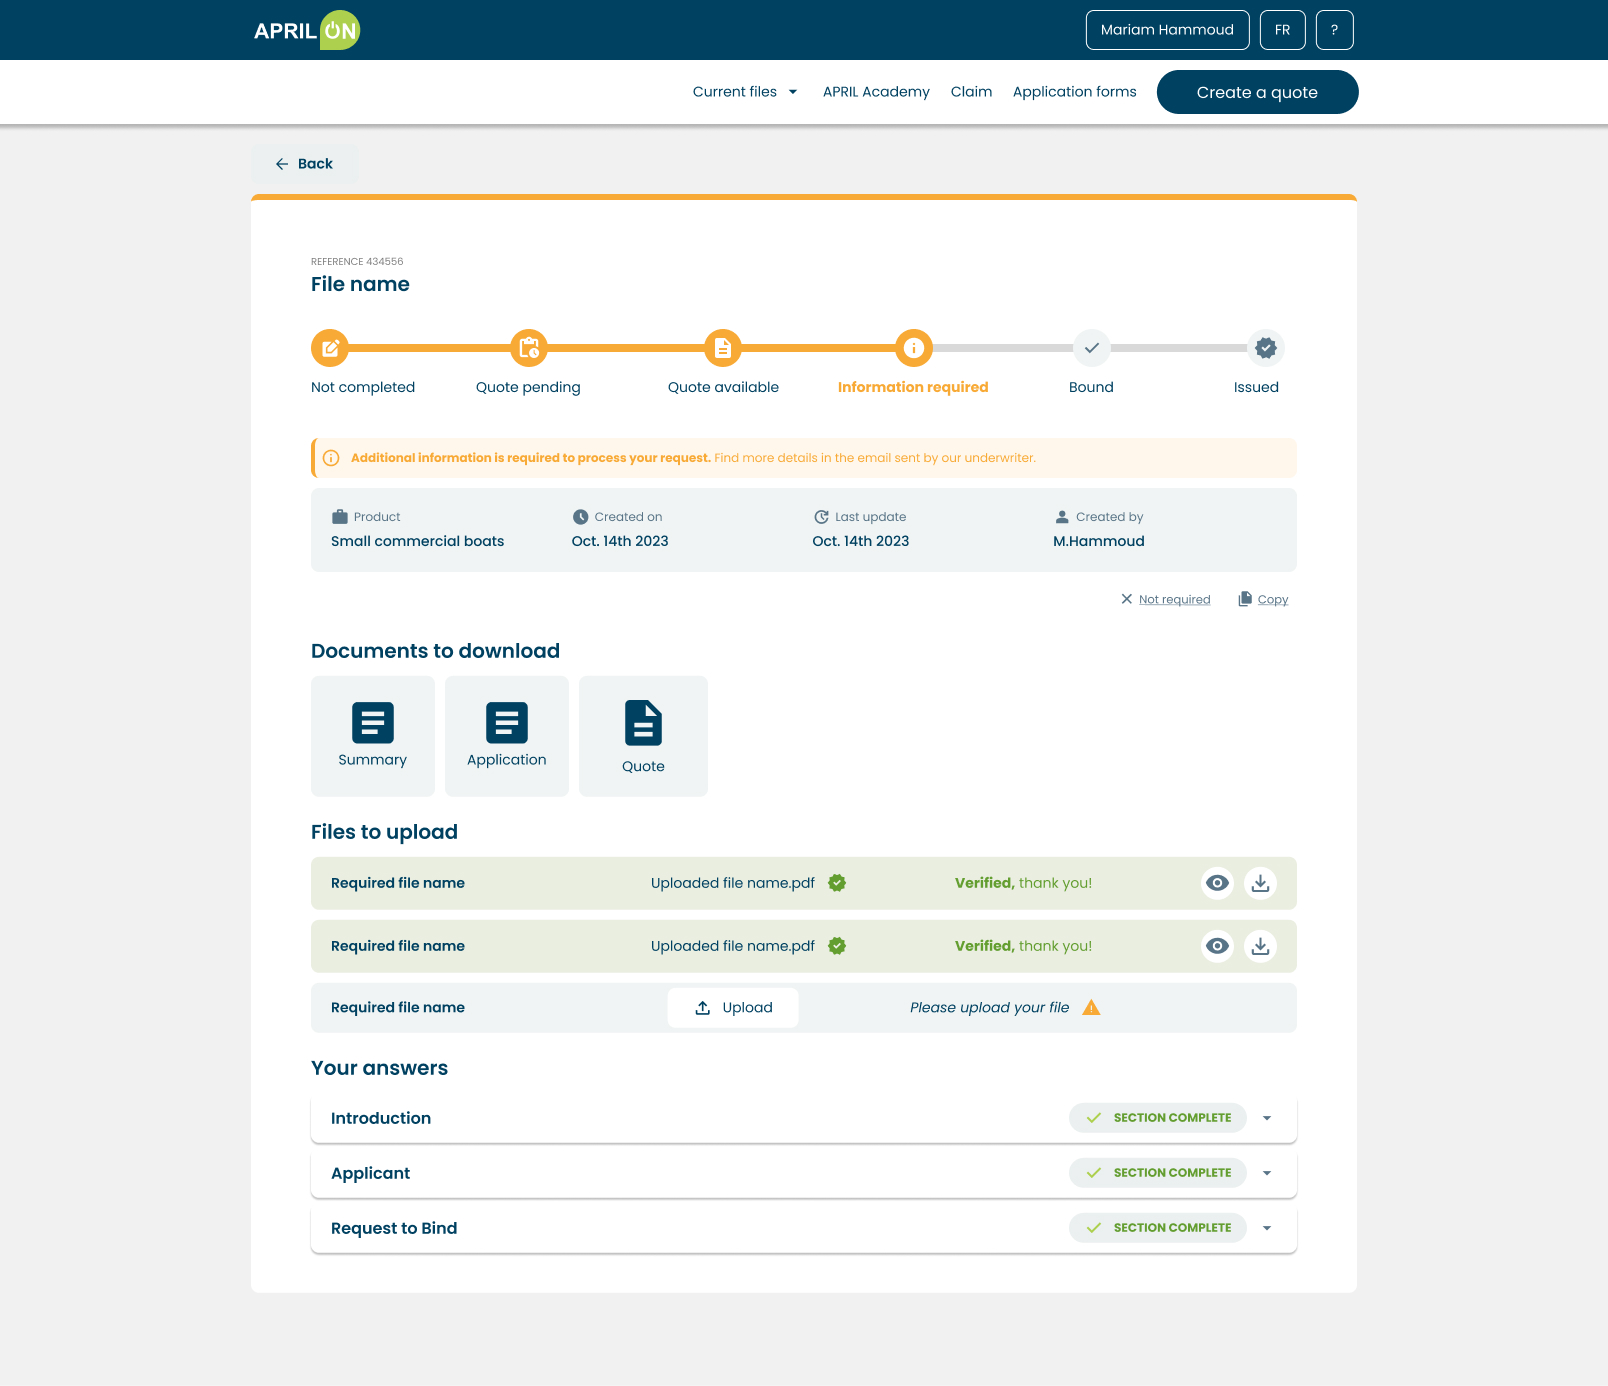 APRIL ON
Mariam Hammoud
FR
?
Current files
APRIL Academy
Claim
Application forms
Create a quote
Back
REFERENCE 434556
File name
Not completed
Quote pending
Quote available
Information required
Bound
Issued
Additional information is required to process your request. Find more details in the email sent by our underwriter.
Product
Small commercial boats
Created on
Oct. 14th 2023
Last update
Oct. 14th 2023
Created by
M.Hammoud
Not required
Copy
Documents to download
Summary
Application
Quote
Files to upload
Required file name
Uploaded file name.pdf
Verified, thank you!
Required file name
Uploaded file name.pdf
Verified, thank you!
Required file name
Upload
Please upload your file
Your answers
Introduction
SECTION COMPLETE
Applicant
SECTION COMPLETE
Request to Bind
SECTION COMPLETE